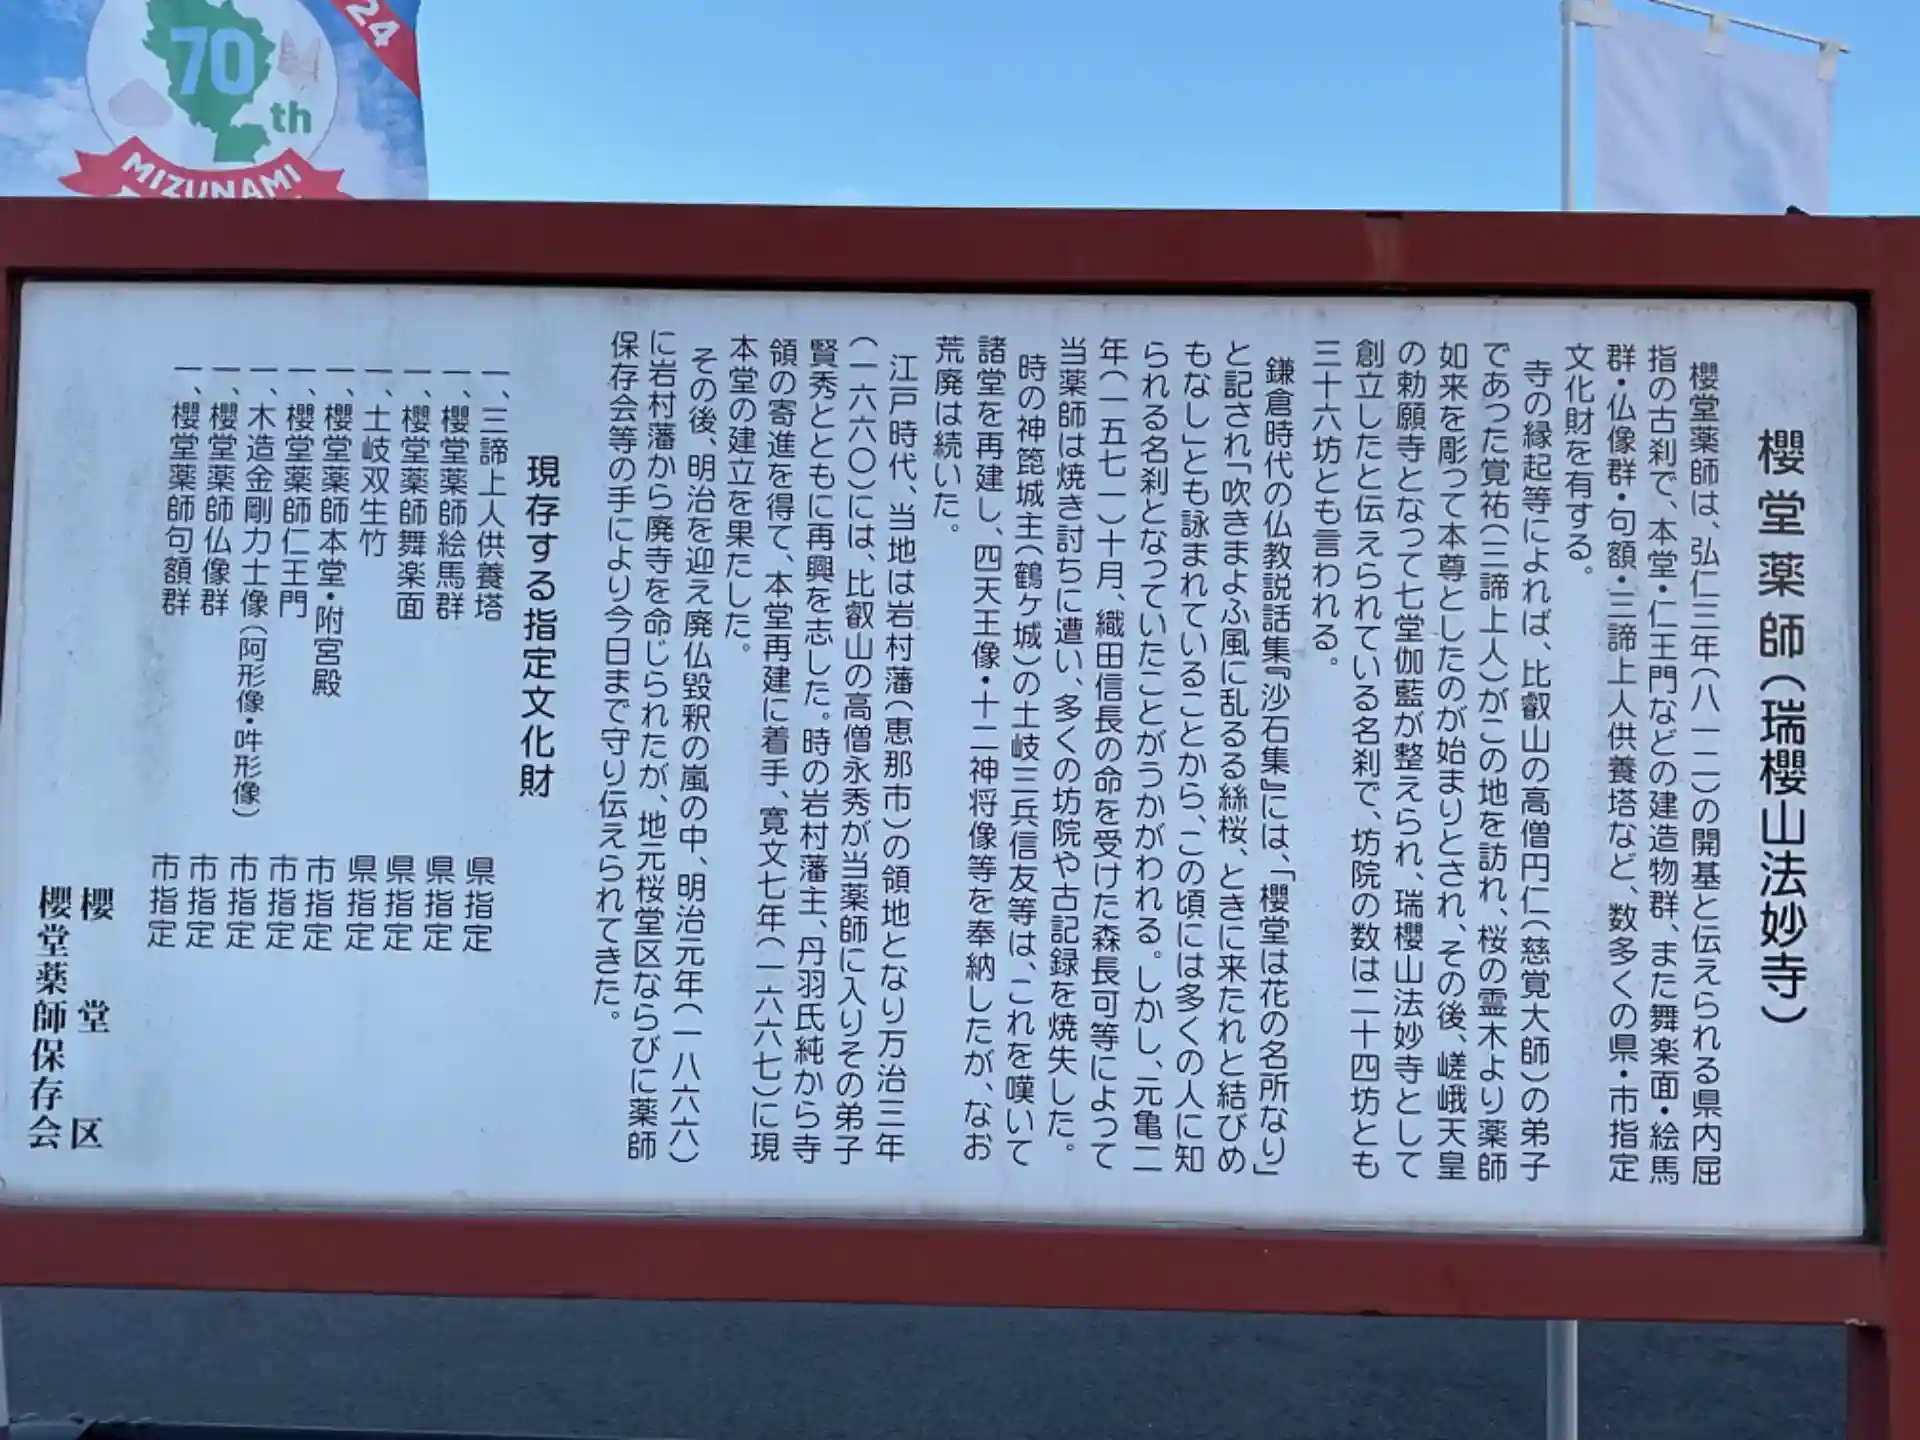 70
th
24
MIZUNAMI
櫻堂薬師（瑞櫻山法妙寺）
櫻堂薬師は、弘仁三年（八一二）の開基と伝えられる県内屈
指の古刹で、本堂・仁王門などの建造物群、また舞楽面・絵馬
群・仏像群・句額・三諦上人供養塔など、数多くの県・市指定
文化財を有する。
寺の縁起等によれば、比叡山の高僧円仁（慈覚大師）の弟子
であった覚祐（三諦上人）がこの地を訪れ、桜の霊木より薬師
如来を彫って本尊としたのが始まりとされ、その後、嵯峨天皇
の勅願寺となって七堂伽藍が整えられ、瑞櫻山法妙寺として
創立したと伝えられている名刹で、坊院の数は二十四坊とも
三十六坊とも言われる。
鎌倉時代の仏教説話集『沙石集』には、「櫻堂は花の名所なり」
と記され「吹きまよふ風に乱るる絲桜、ときに来たれと結びめ
もなし」とも詠まれていることから、この頃には多くの人に知
られる名刹となっていたことがうかがわれる。しかし、元亀二
年（一五七一）十月、織田信長の命を受けた森長可等によって
当薬師は焼き討ちに遭い、多くの坊院や古記録を焼失した。
時の神箆城主（鶴ヶ城）の土岐三兵信友等は、これを嘆いて
諸堂を再建し、四天王像・十二神将像等を奉納したが、なお
荒廃は続いた。
江戸時代、当地は岩村藩（恵那市）の領地となり万治三年
（一六六〇）には、比叡山の高僧永秀が当薬師に入りその弟子
賢秀とともに再興を志した。時の岩村藩主、丹羽氏純から寺
領の寄進を得て、本堂再建に着手、寛文七年（一六六七）に現
本堂の建立を果たした。
その後、明治を迎え廃仏毀釈の嵐の中、明治元年（一八六六）
に岩村藩から廃寺を命じられたが、地元桜堂区ならびに薬師
保存会等の手により今日まで守り伝えられてきた。
現存する指定文化財
一、三諦上人供養塔 県指定
一、櫻堂薬師絵馬群 県指定
一、櫻堂薬師舞楽面 県指定
一、土岐双生竹 県指定
一、櫻堂薬師本堂・附宮殿 市指定
一、櫻堂薬師仁王門 市指定
一、木造金剛力士像（阿形像・吽形像） 市指定
一、櫻堂薬師仏像群 市指定
一、櫻堂薬師句額群 市指定
櫻堂区
櫻堂薬師保存会